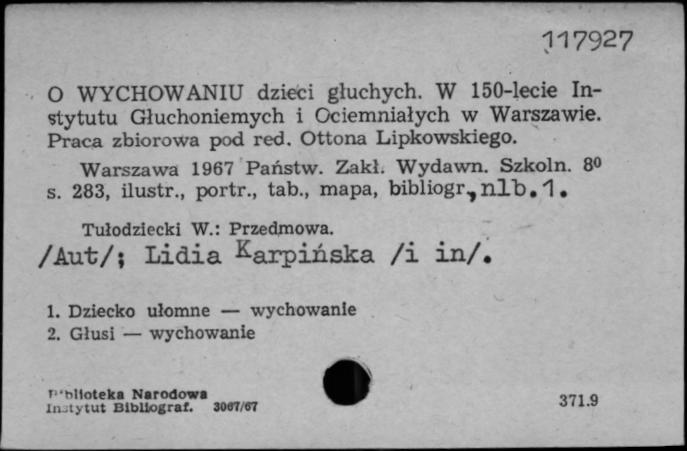 117927
O WYCHOWANIU dzieci głuchych. W 150-lecie In-
stytutu Głuchoniemych i Ociemniałych w Warszawie.
Praca zbiorowa pod red. Ottona Lipkowskiego.
Warszawa 1967 Państw. Zakł. Wydawn. Szkoln. 8⁰
s. 283, ilustr., portr., tab., mapa, bibliogr., nlb.1.
Tułodziecki W.: Przedmowa.
/Aut/; Lidia Karpińska /i in/.
1. Dziecko ułomne — wychowanie
2. Głusi — wychowanie
Biblioteka Narodowa
Instytut Bibliograf. 3067/67
371.9